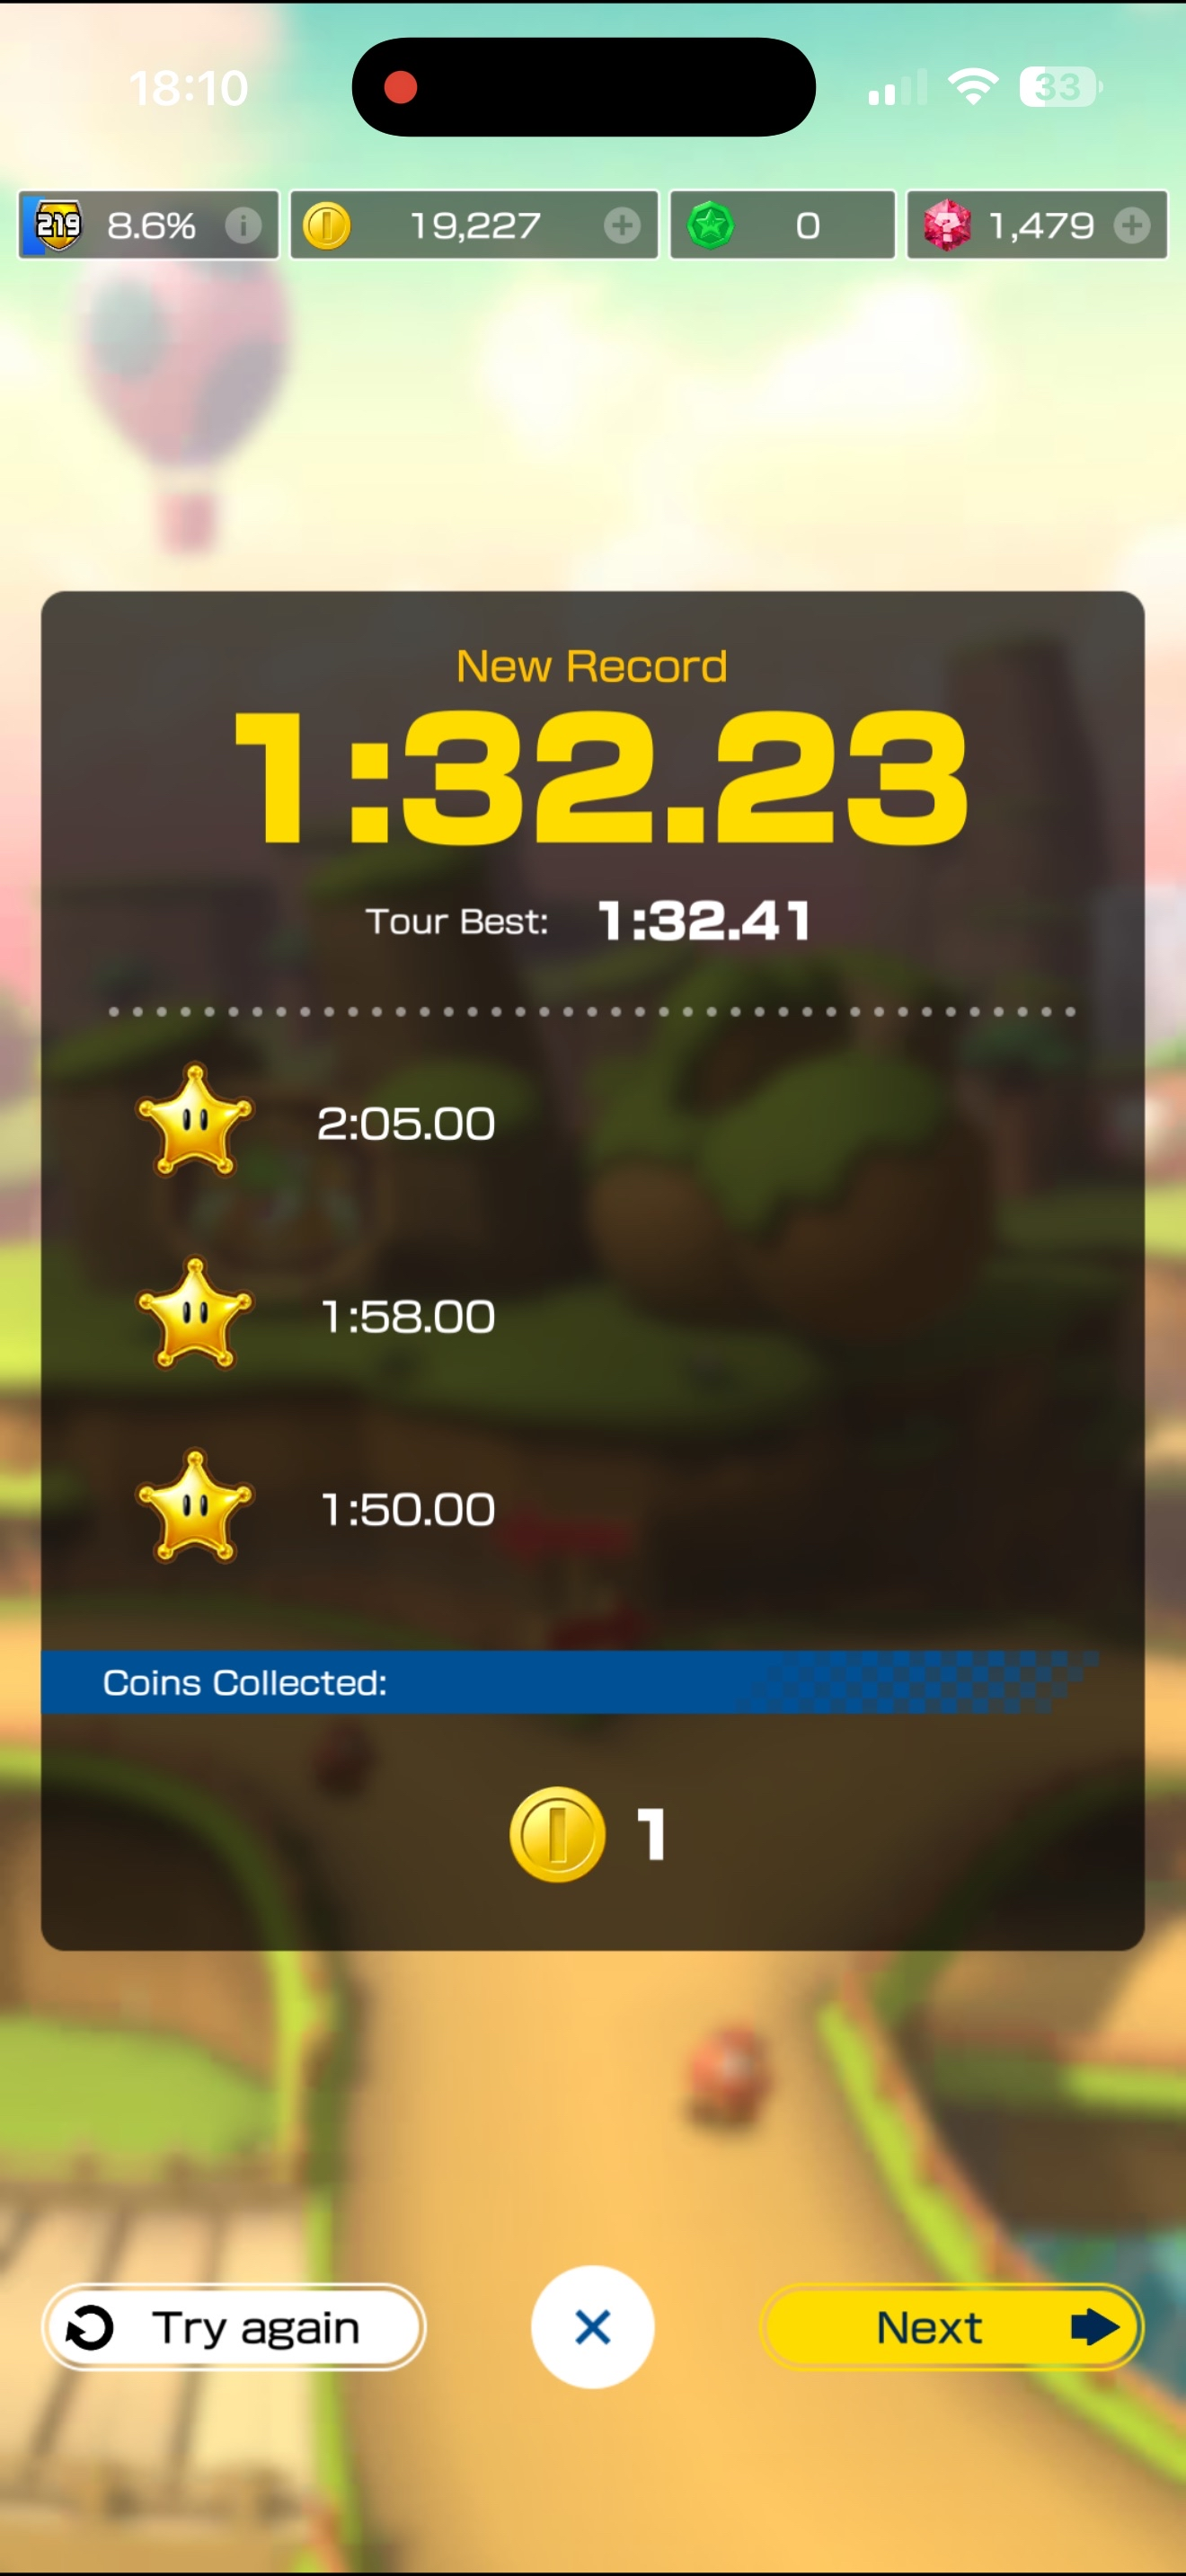 18:10 33
219 8.6% i 19,227 + 0 ? 1,479 +
New Record
1:32.23
Tour Best: 1:32.41
2:05.00
1:58.00
1:50.00
Coins Collected:
1
Try again × Next